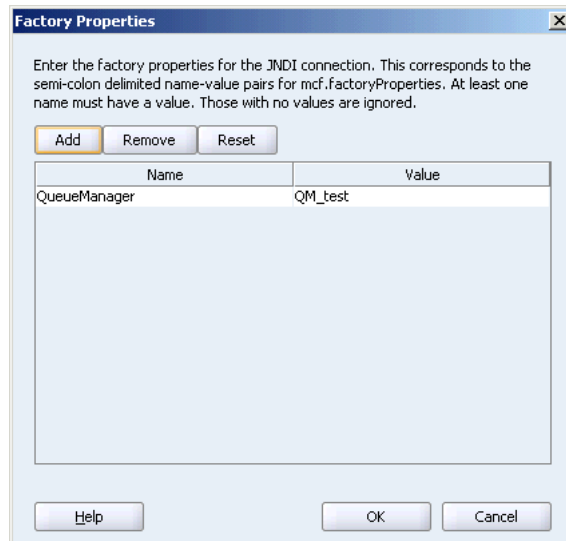 Factory Properties
Enter the factory properties for the JNDI connection. This corresponds to the
semi-colon delimited name-value pairs for mcf.factoryProperties. At least one
name must have a value. Those with no values are ignored.
Add Remove Reset
Name Value
QueueManager QM_test
Help OK Cancel